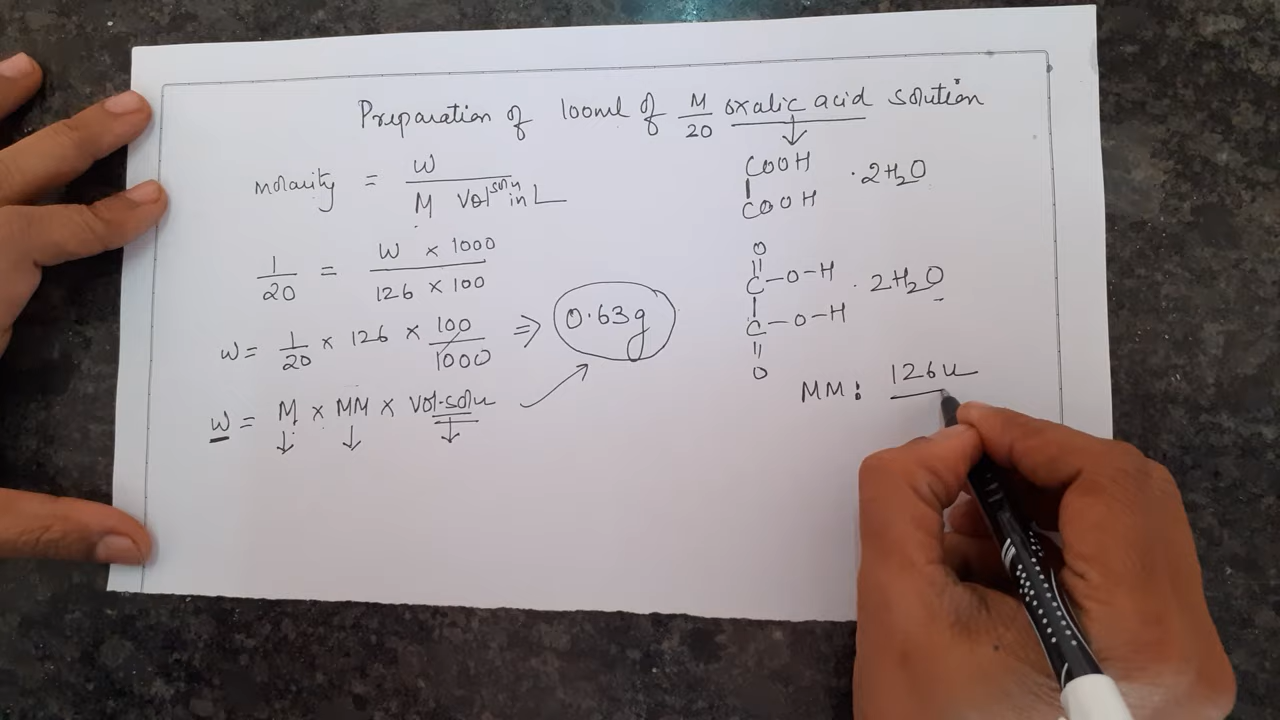 Preparation of 100ml of M/20 oxalic acid solution
molarity = W / M Vol soln in L
1/20 = W × 1000 / 126 × 100
W = 1/20 × 126 × 100/1000 ⇒ 0.63g
W = M × MM × Vol.soln
COOH
COOH
· 2H2O
O
C-O-H
C-O-H
O
· 2H2O
MM: 126u